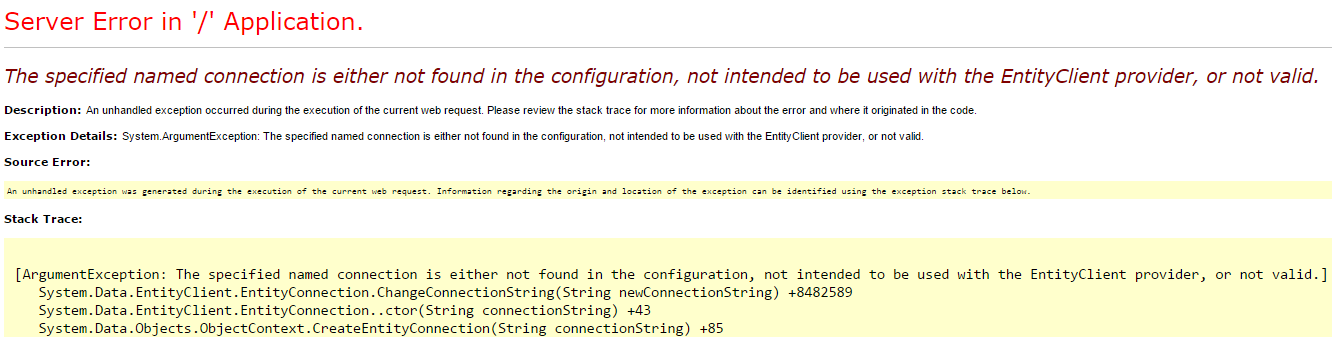 Server Error in '/' Application.
The specified named connection is either not found in the configuration, not intended to be used with the EntityClient provider, or not valid.
Description: An unhandled exception occurred during the execution of the current web request. Please review the stack trace for more information about the error and where it originated in the code.
Exception Details: System.ArgumentException: The specified named connection is either not found in the configuration, not intended to be used with the EntityClient provider, or not valid.
Source Error:
An unhandled exception was generated during the execution of the current web request. Information regarding the origin and location of the exception can be identified using the exception stack trace below.
Stack Trace:
[ArgumentException: The specified named connection is either not found in the configuration, not intended to be used with the EntityClient provider, or not valid.]
System.Data.EntityClient.EntityConnection.ChangeConnectionString(String newConnectionString) +8482589
System.Data.EntityClient.EntityConnection..ctor(String connectionString) +43
System.Data.Objects.ObjectContext.CreateEntityConnection(String connectionString) +85